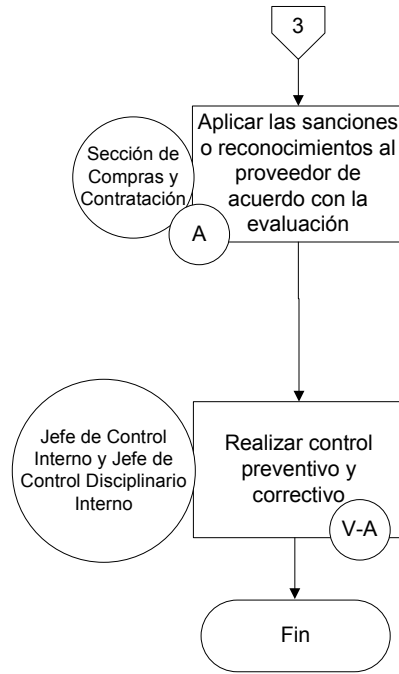 3
Aplicar las sanciones
o reconocimientos al
proveedor de
acuerdo con la
evaluación
Sección de
Compras y
Contratación
A
Jefe de Control
Interno y Jefe de
Control Disciplinario
Interno
Realizar control
preventivo y
correctivo
V-A
Fin